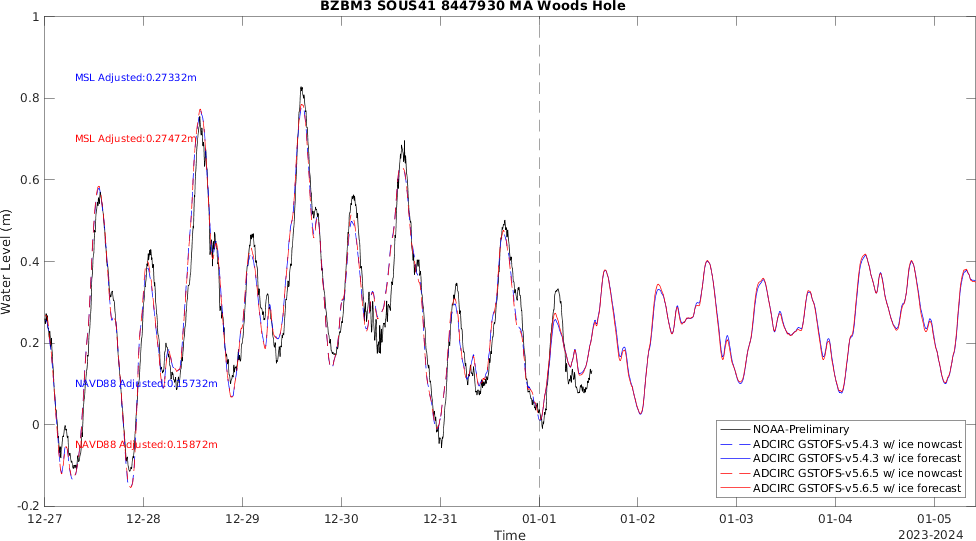 BZBM3 SOUS41 8447930 MA Woods Hole
Water Level (m)
1
0.8
0.6
0.4
0.2
0
-0.2
MSL Adjusted:0.27332m
MSL Adjusted:0.27472m
NAVD88 Adjusted:0.15732m
NAVD88 Adjusted:0.15872m
NOAA-Preliminary
ADCIRC GSTOFS-v5.4.3 w/ ice nowcast
ADCIRC GSTOFS-v5.4.3 w/ ice forecast
ADCIRC GSTOFS-v5.6.5 w/ ice nowcast
ADCIRC GSTOFS-v5.6.5 w/ ice forecast
12-27 12-28 12-29 12-30 12-31 01-01 01-02 01-03 01-04 01-05
Time
2023-2024